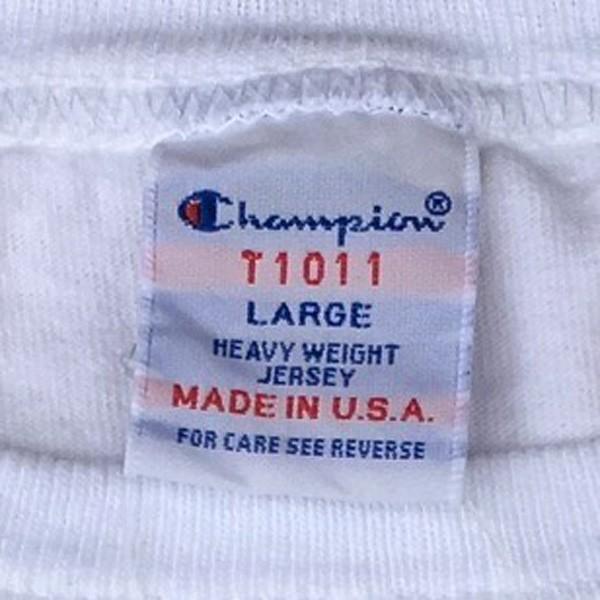 Champion®
T1011
LARGE
HEAVY WEIGHT
JERSEY
MADE IN U.S.A.
FOR CARE SEE REVERSE